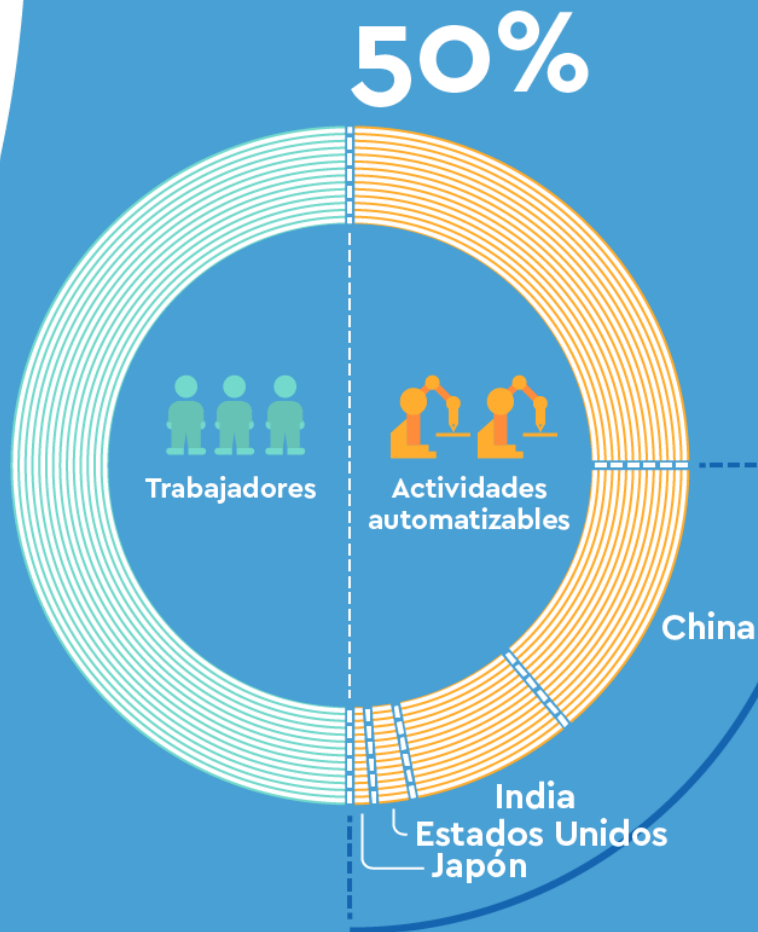 50%
Trabajadores
Actividades
automatizables
China
India
Estados Unidos
Japón